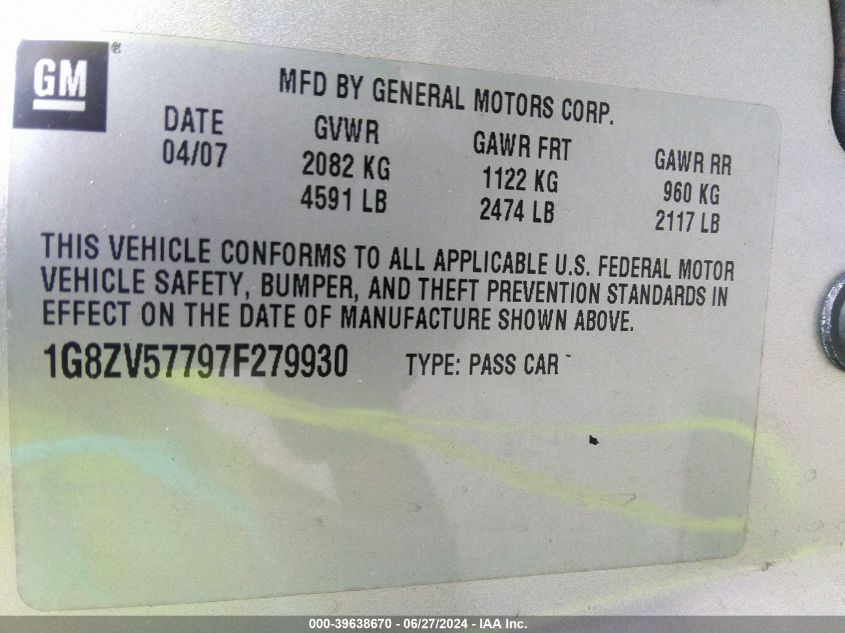 GM®
MFD BY GENERAL MOTORS CORP.
DATE GVWR GAWR FRT GAWR RR
04/07 2082 KG 1122 KG 960 KG
4591 LB 2474 LB 2117 LB
THIS VEHICLE CONFORMS TO ALL APPLICABLE U.S. FEDERAL MOTOR
VEHICLE SAFETY, BUMPER, AND THEFT PREVENTION STANDARDS IN
EFFECT ON THE DATE OF MANUFACTURE SHOWN ABOVE.
1G8ZV57797F279930 TYPE: PASS CAR
000-39638670 - 06/27/2024 - IAA Inc.